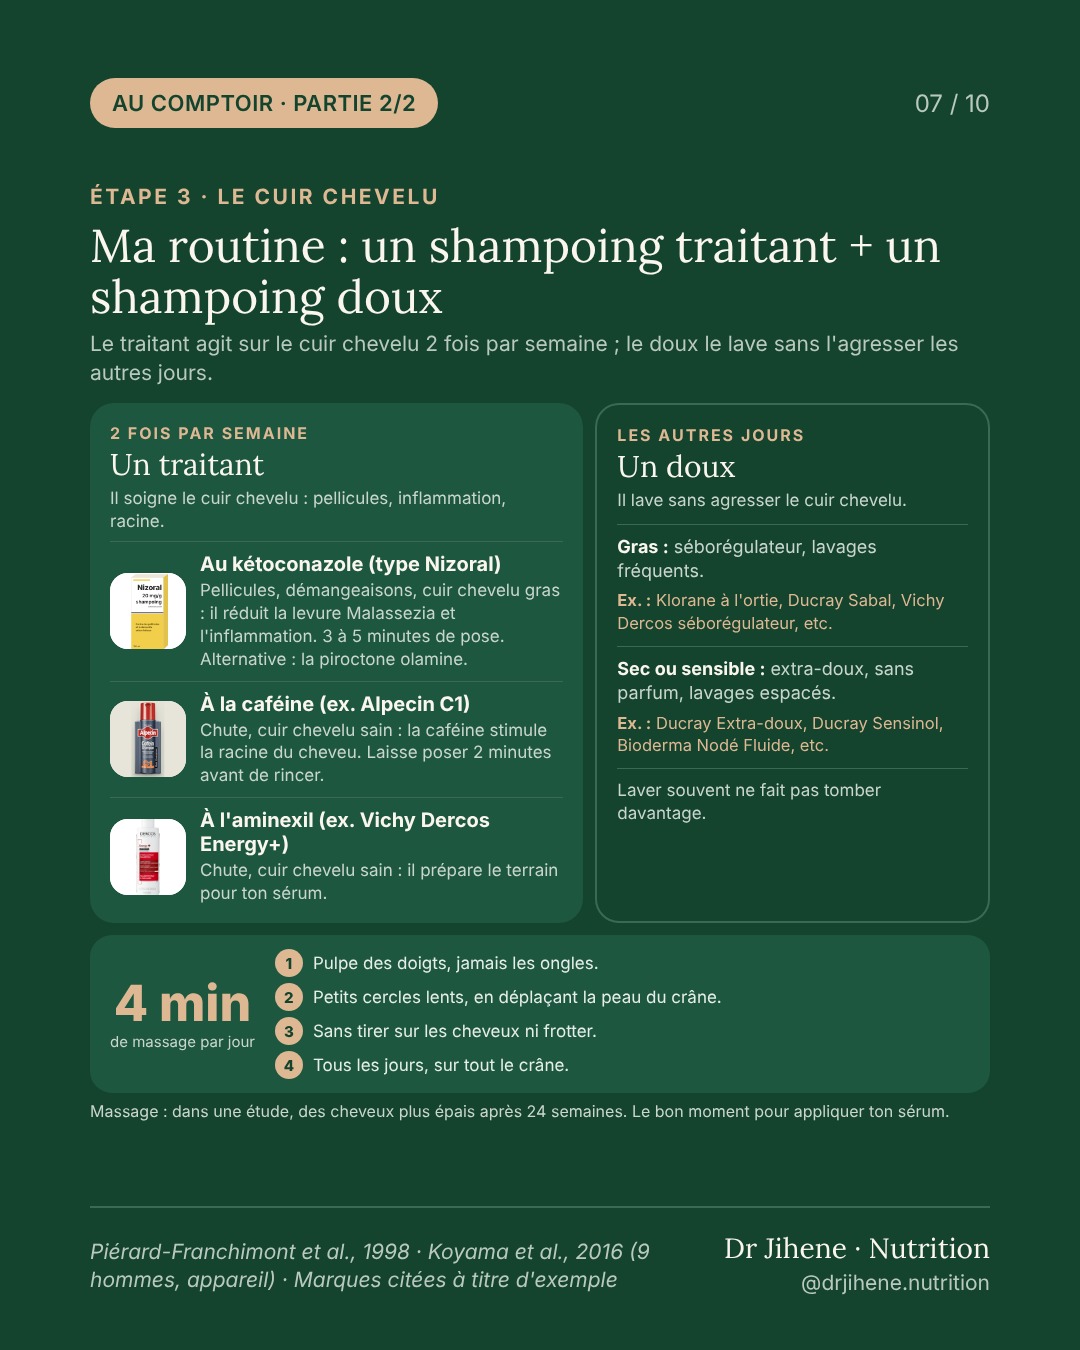 AU COMPTOIR · PARTIE 2/2
07 / 10
ÉTAPE 3 · LE CUIR CHEVELU
Ma routine : un shampoing traitant + un
shampoing doux
Le traitant agit sur le cuir chevelu 2 fois par semaine ; le doux le lave sans l'agresser les
autres jours.
2 FOIS PAR SEMAINE
Un traitant
Il soigne le cuir chevelu : pellicules, inflammation,
racine.
Nizoral
20 mg/g
shampoing
Au kétoconazole (type Nizoral)
Pellicules, démangeaisons, cuir chevelu gras
: il réduit la levure Malassezia et
l'inflammation. 3 à 5 minutes de pose.
Alternative : la piroctone olamine.
Alpecin
À la caféine (ex. Alpecin C1)
Chute, cuir chevelu sain : la caféine stimule
la racine du cheveu. Laisse poser 2 minutes
avant de rincer.
À l'aminexil (ex. Vichy Dercos
Energy+)
Chute, cuir chevelu sain : il prépare le terrain
pour ton sérum.
LES AUTRES JOURS
Un doux
Il lave sans agresser le cuir chevelu.
Gras : séborégulateur, lavages
fréquents.
Ex. : Klorane à l'ortie, Ducray Sabal, Vichy
Dercos séborégulateur, etc.
Sec ou sensible : extra-doux, sans
parfum, lavages espacés.
Ex. : Ducray Extra-doux, Ducray Sensinol,
Bioderma Nodé Fluide, etc.
Laver souvent ne fait pas tomber
davantage.
4 min
de massage par jour
1 Pulpe des doigts, jamais les ongles.
2 Petits cercles lents, en déplaçant la peau du crâne.
3 Sans tirer sur les cheveux ni frotter.
4 Tous les jours, sur tout le crâne.
Massage : dans une étude, des cheveux plus épais après 24 semaines. Le bon moment pour appliquer ton sérum.
Piérard-Franchimont et al., 1998 · Koyama et al., 2016 (9
hommes, appareil) · Marques citées à titre d'exemple
Dr Jihene · Nutrition
@drjihene.nutrition